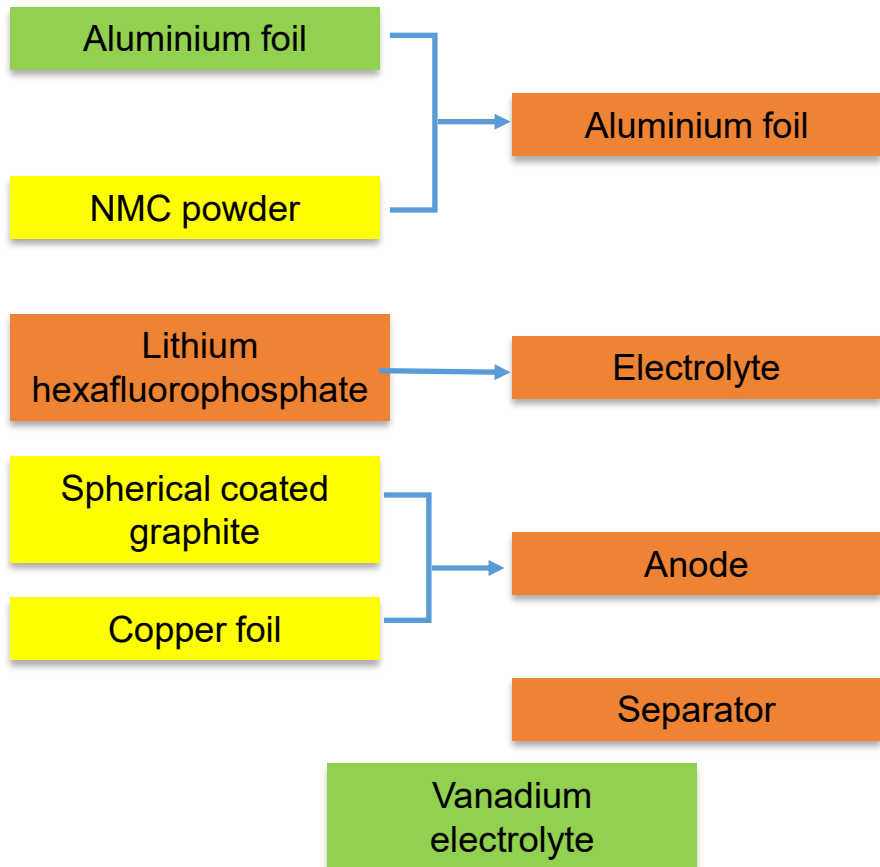 Aluminium foil
Aluminium foil
NMC powder
Lithium
hexafluorophosphate
Electrolyte
Spherical coated
graphite
Anode
Copper foil
Separator
Vanadium
electrolyte